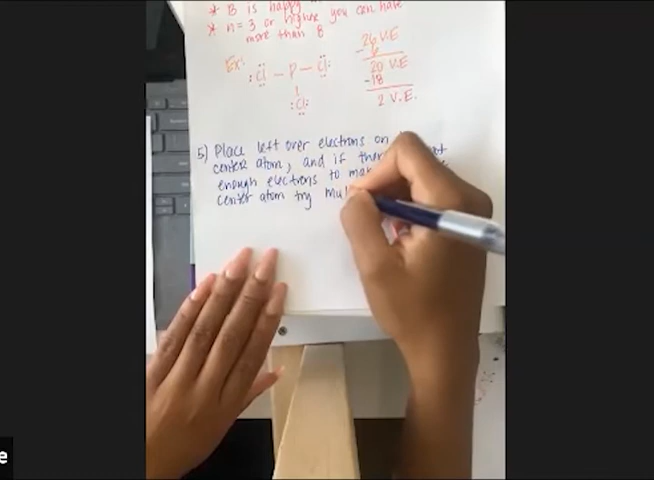 * B is happy
* n = 3 or higher you can have
more than 8
Ex: :Cl - P - Cl:
:Cl:
26 V.E
- 6
20 V.E
-18
2 V.E.
5) Place left over electrons on
center atom, and if
enough electrons to
center atom try
e